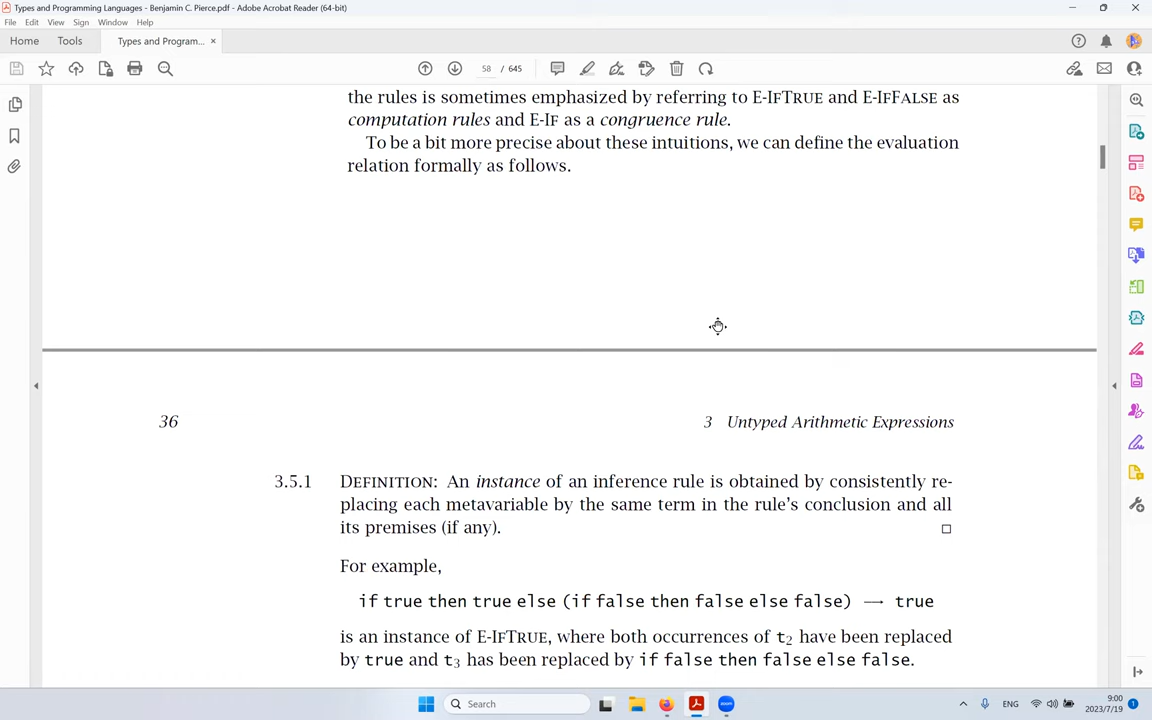 Types and Programming Languages - Benjamin C. Pierce.pdf - Adobe Acrobat Reader (64-bit)
File Edit View Sign Window Help
Home Tools Types and Program... ×
58 / 645
the rules is sometimes emphasized by referring to E-IFTRUE and E-IFFALSE as
computation rules and E-IF as a congruence rule.
To be a bit more precise about these intuitions, we can define the evaluation
relation formally as follows.
36 3 Untyped Arithmetic Expressions
3.5.1 DEFINITION: An instance of an inference rule is obtained by consistently re-
placing each metavariable by the same term in the rule's conclusion and all
its premises (if any). □
For example,
if true then true else (if false then false else false) → true
is an instance of E-IFTRUE, where both occurrences of t₂ have been replaced
by true and t₃ has been replaced by if false then false else false.
Search
zoom
ENG
9:00
2023/7/19
1